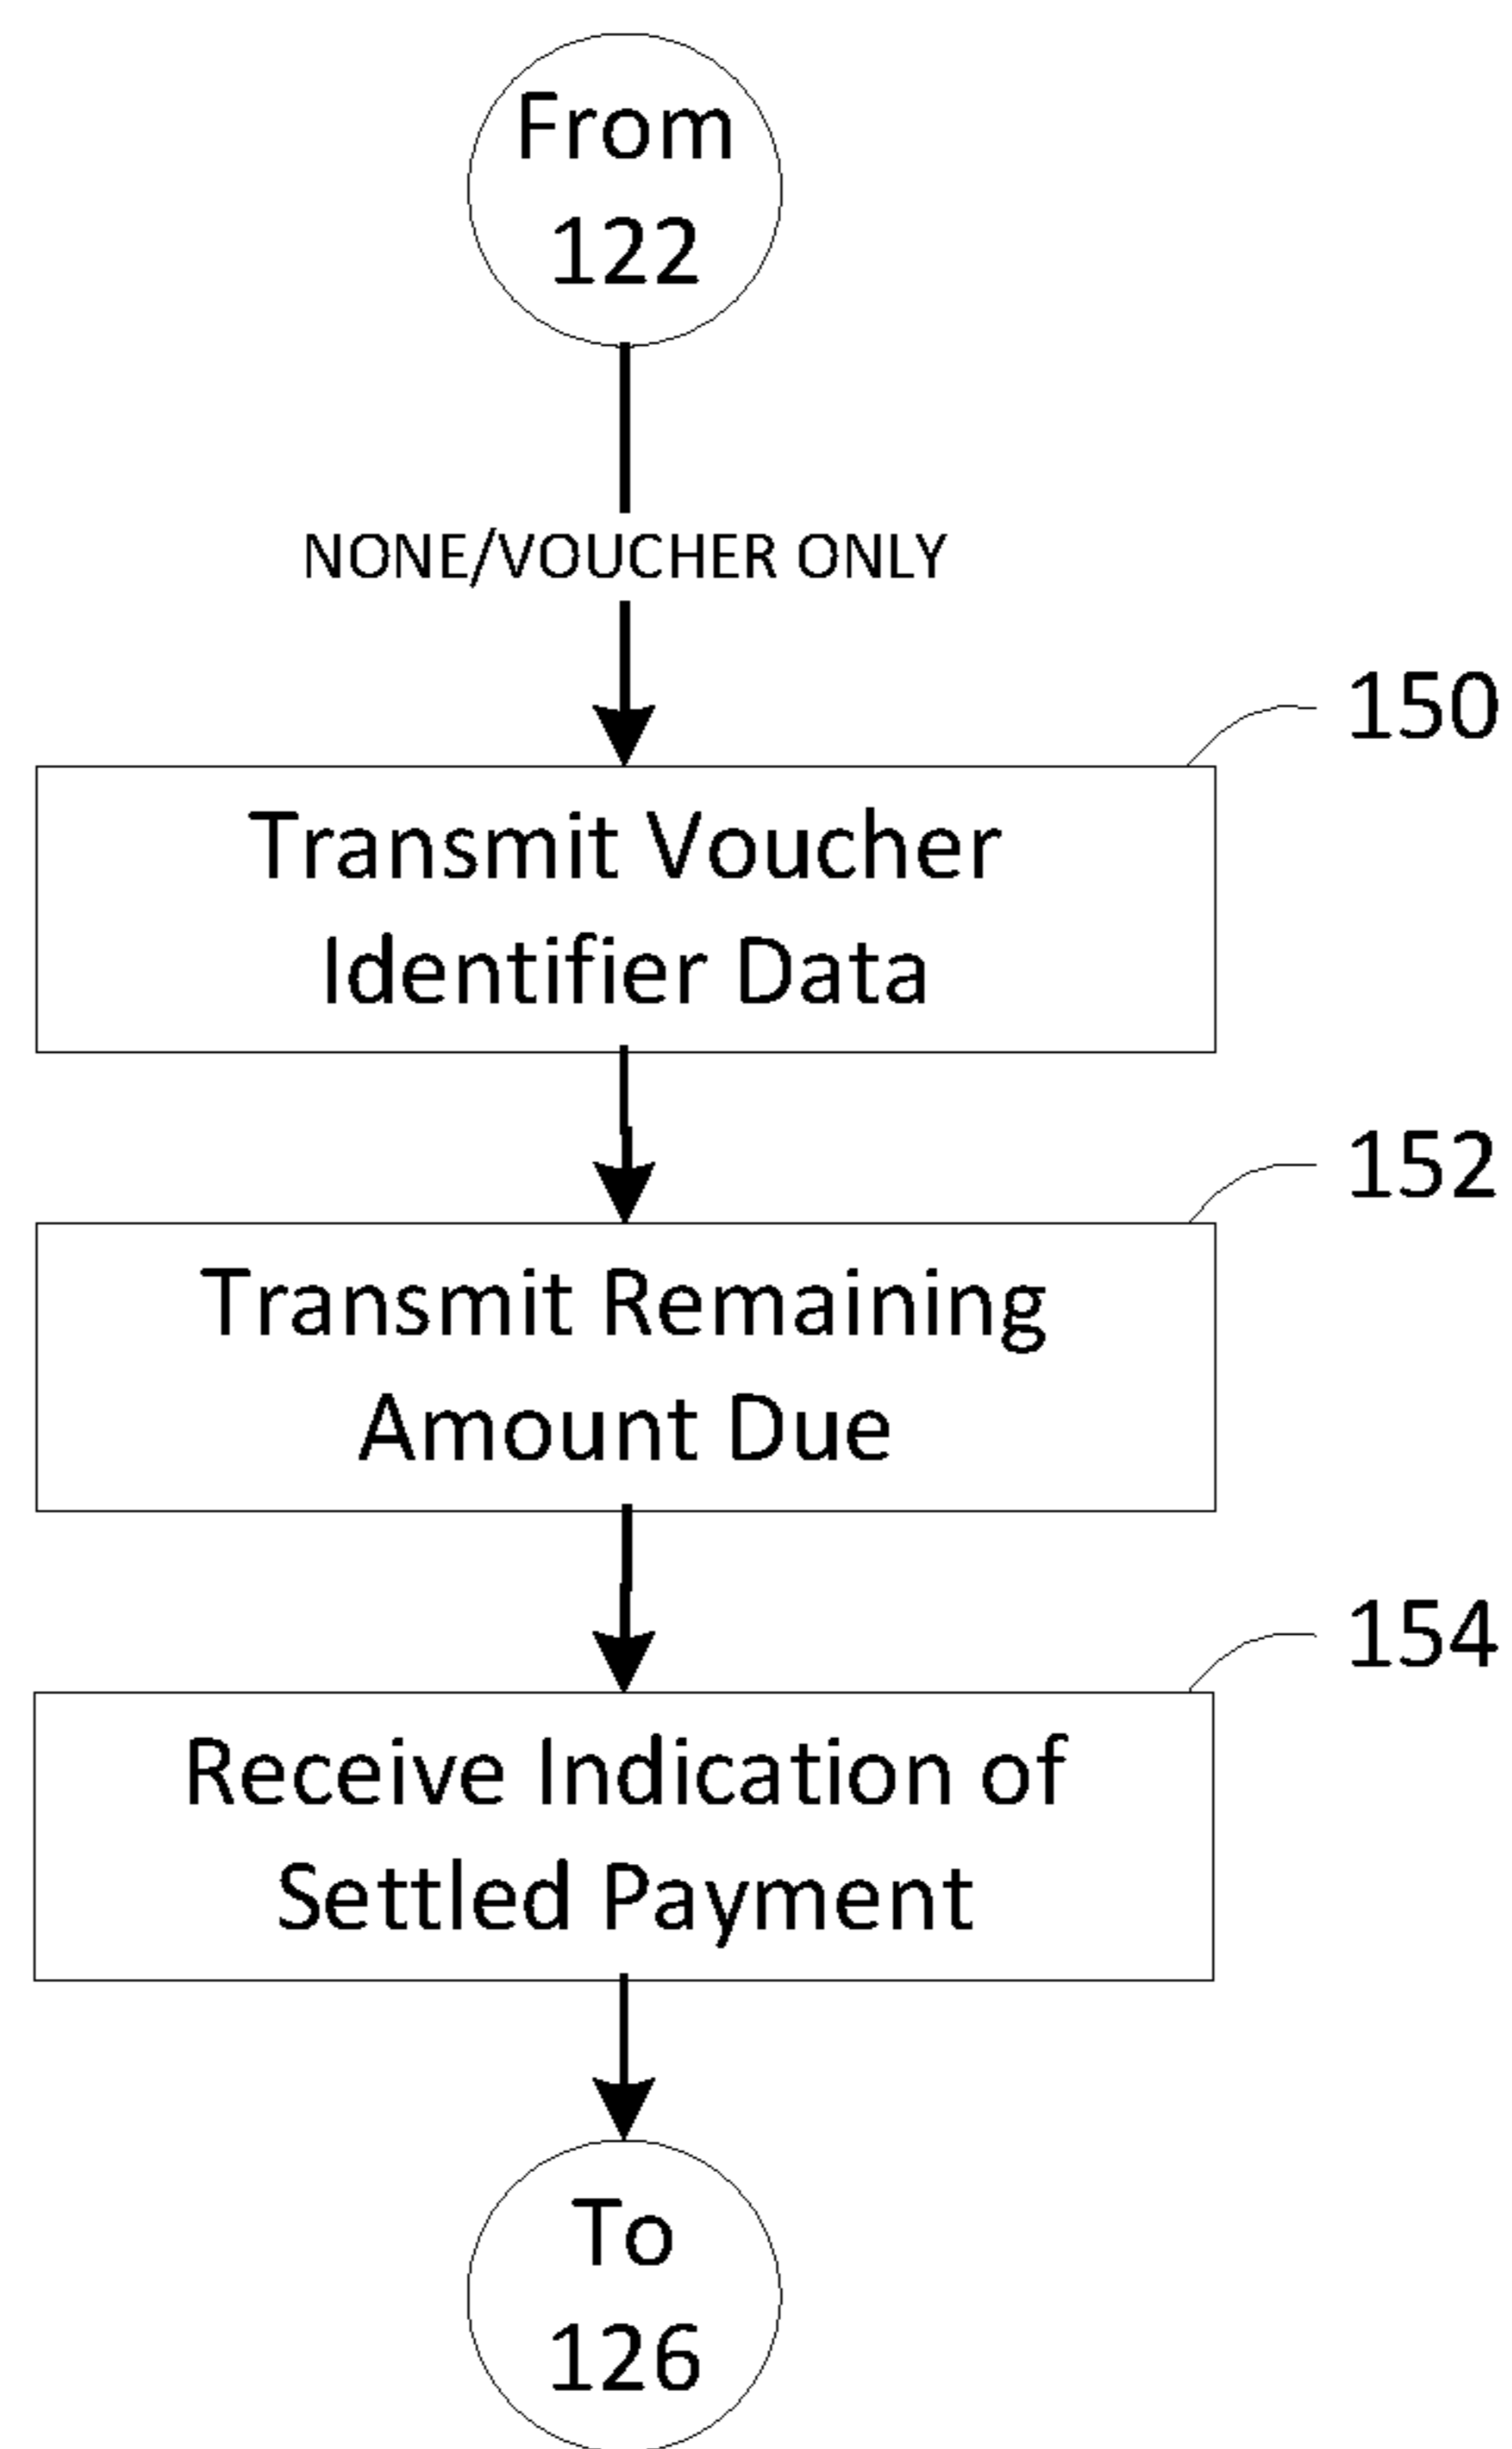 From
122
NONE/VOUCHER ONLY
150
Transmit Voucher
Identifier Data
152
Transmit Remaining
Amount Due
154
Receive Indication of
Settled Payment
To
126